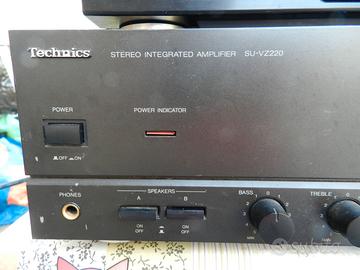 Technics STEREO INTEGRATED AMPLIFIER SU-VZ220
POWER
POWER INDICATOR
OFF ON
PHONES
SPEAKERS
A B
BASS
TREBLE
ON OFF
ON OFF
subito